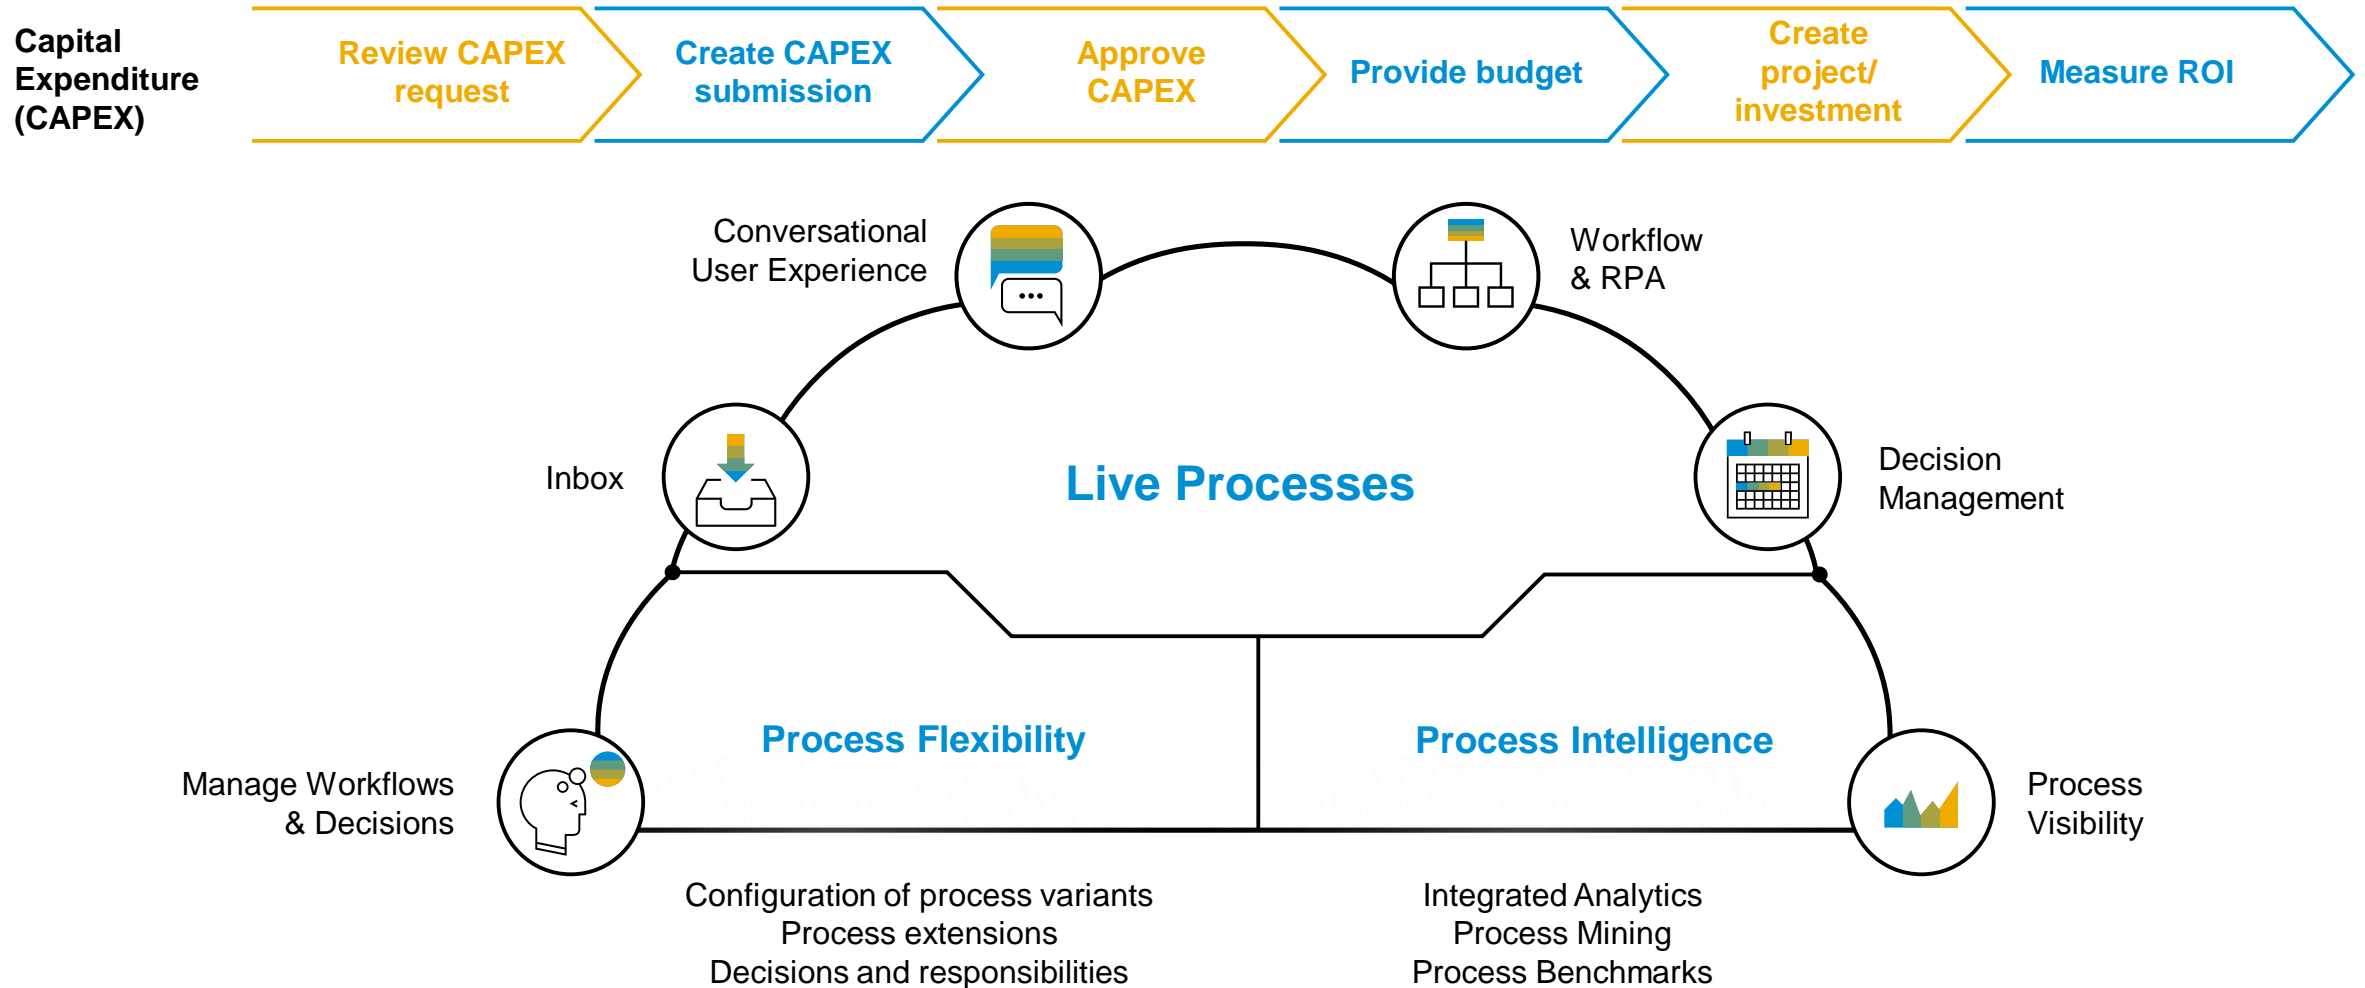 Capital
Expenditure
(CAPEX)
Review CAPEX
request
Create CAPEX
submission
Approve
CAPEX
Provide budget
Create
project/
investment
Measure ROI
Conversational
User Experience
Workflow
& RPA
Inbox
Live Processes
Decision
Management
Process Flexibility
Process Intelligence
Manage Workflows
& Decisions
Process
Visibility
Configuration of process variants
Process extensions
Decisions and responsibilities
Integrated Analytics
Process Mining
Process Benchmarks